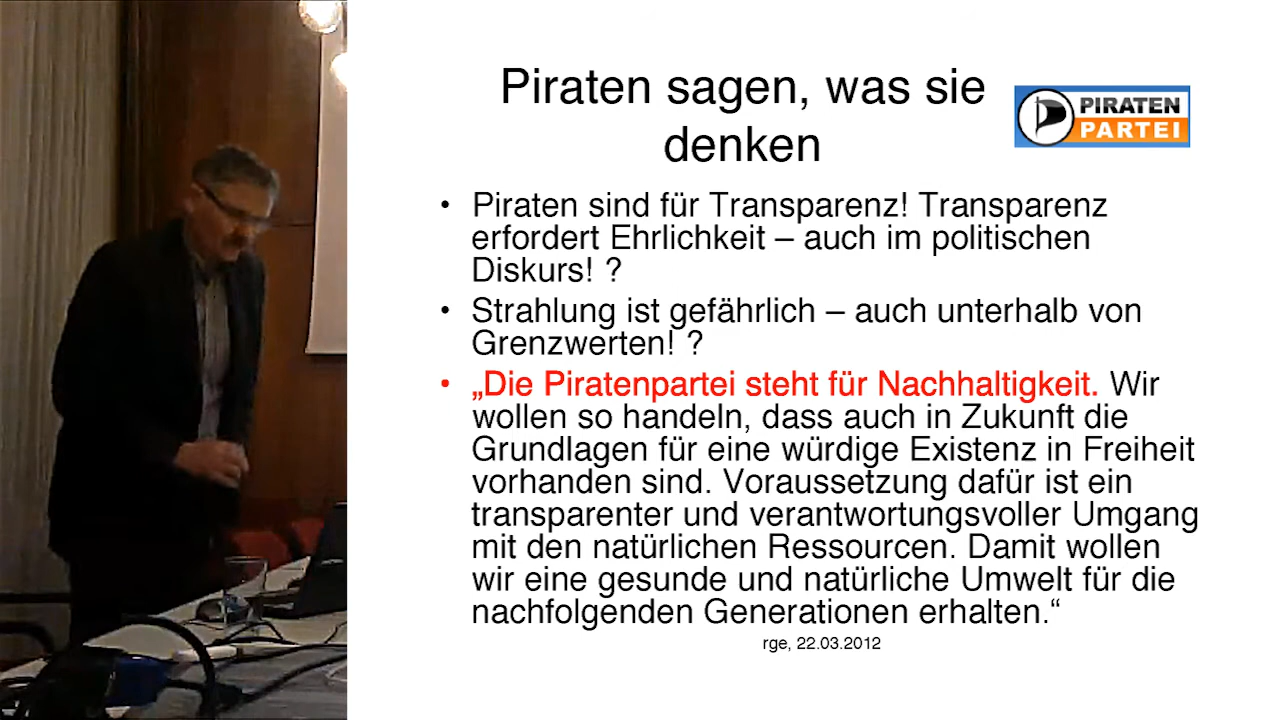 Piraten sagen, was sie
denken
PIRATEN
PARTEI
• Piraten sind für Transparenz! Transparenz
erfordert Ehrlichkeit – auch im politischen
Diskurs! ?
• Strahlung ist gefährlich – auch unterhalb von
Grenzwerten! ?
• „Die Piratenpartei steht für Nachhaltigkeit. Wir
wollen so handeln, dass auch in Zukunft die
Grundlagen für eine würdige Existenz in Freiheit
vorhanden sind. Voraussetzung dafür ist ein
transparenter und verantwortungsvoller Umgang
mit den natürlichen Ressourcen. Damit wollen
wir eine gesunde und natürliche Umwelt für die
nachfolgenden Generationen erhalten.“
rge, 22.03.2012